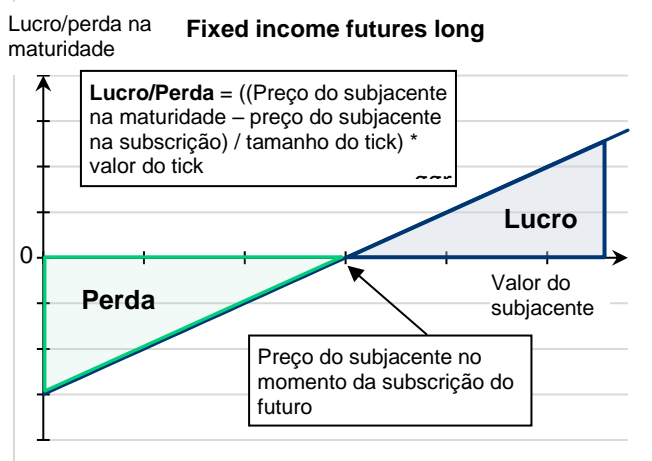 Lucro/perda na
maturidade
Fixed income futures long
Lucro/Perda = ((Preço do subjacente
na maturidade – preço do subjacente
na subscrição) / tamanho do tick) *
valor do tick
Lucro
0
Perda
Valor do
subjacente
Preço do subjacente no
momento da subscrição do
futuro